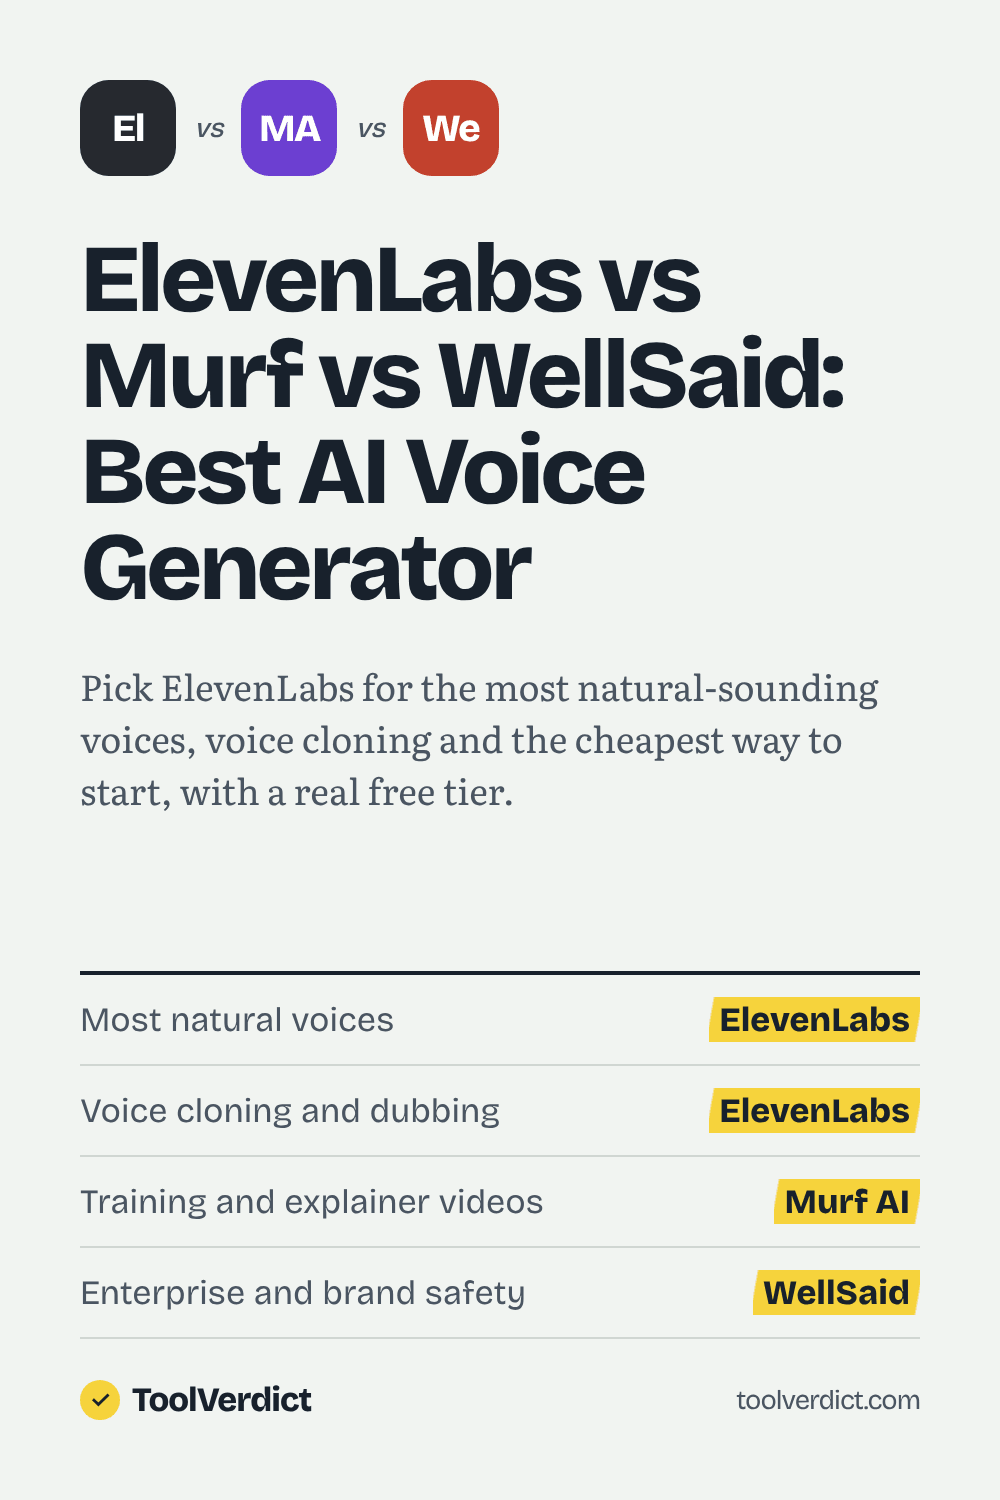 El vs MA vs We
ElevenLabs vs
Murf vs WellSaid:
Best AI Voice
Generator
Pick ElevenLabs for the most natural-sounding
voices, voice cloning and the cheapest way to
start, with a real free tier.
Most natural voices ElevenLabs
Voice cloning and dubbing ElevenLabs
Training and explainer videos Murf AI
Enterprise and brand safety WellSaid
ToolVerdict toolverdict.com